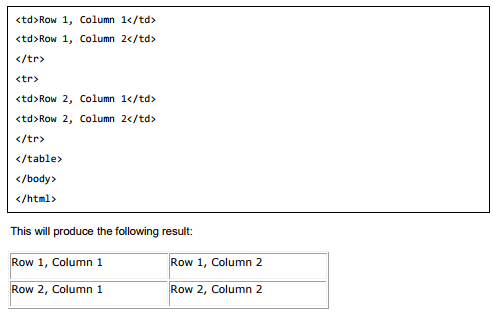 <td>Row 1, Column 1</td>
<td>Row 1, Column 2</td>
</tr>
<tr>
<td>Row 2, Column 1</td>
<td>Row 2, Column 2</td>
</tr>
</table>
</body>
</html>
This will produce the following result:
Row 1, Column 1 Row 1, Column 2
Row 2, Column 1 Row 2, Column 2